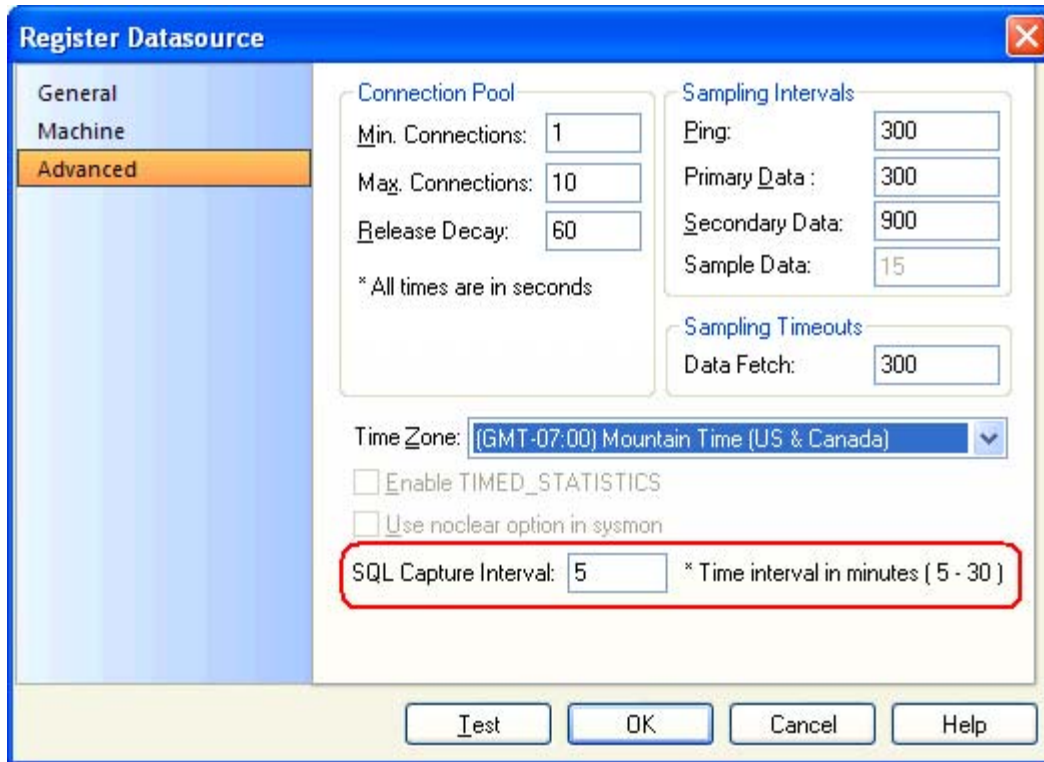 Register Datasource
General
Machine
Advanced
Connection Pool
Min. Connections: 1
Max. Connections: 10
Release Decay: 60
* All times are in seconds
Sampling Intervals
Ping: 300
Primary Data : 300
Secondary Data: 900
Sample Data: 15
Sampling Timeouts
Data Fetch: 300
Time Zone: (GMT-07:00) Mountain Time (US & Canada)
Enable TIMED_STATISTICS
Use noclear option in sysmon
SQL Capture Interval: 5 * Time interval in minutes ( 5 - 30 )
Test OK Cancel Help